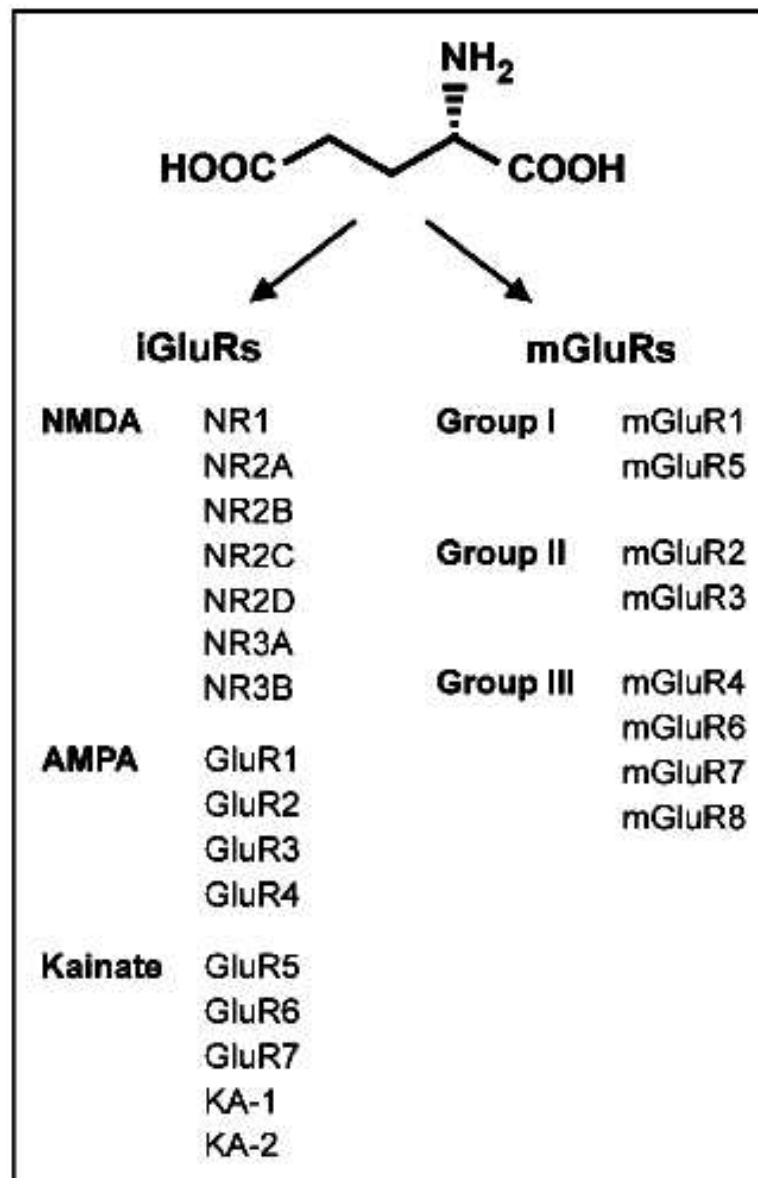 NH2
HOOC COOH
iGluRs mGluRs
NMDA NR1
NR2A
NR2B
NR2C
NR2D
NR3A
NR3B
AMPA GluR1
GluR2
GluR3
GluR4
Kainate GluR5
GluR6
GluR7
KA-1
KA-2
Group I mGluR1
mGluR5
Group II mGluR2
mGluR3
Group III mGluR4
mGluR6
mGluR7
mGluR8